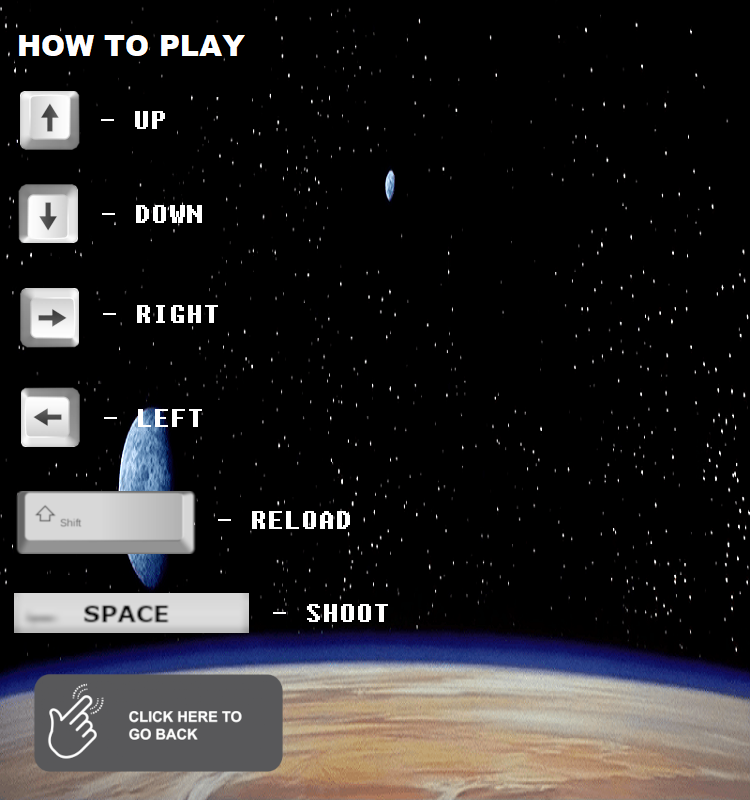 HOW TO PLAY
- UP
- DOWN
- RIGHT
- LEFT
Shift - RELOAD
SPACE - SHOOT
CLICK HERE TO
GO BACK